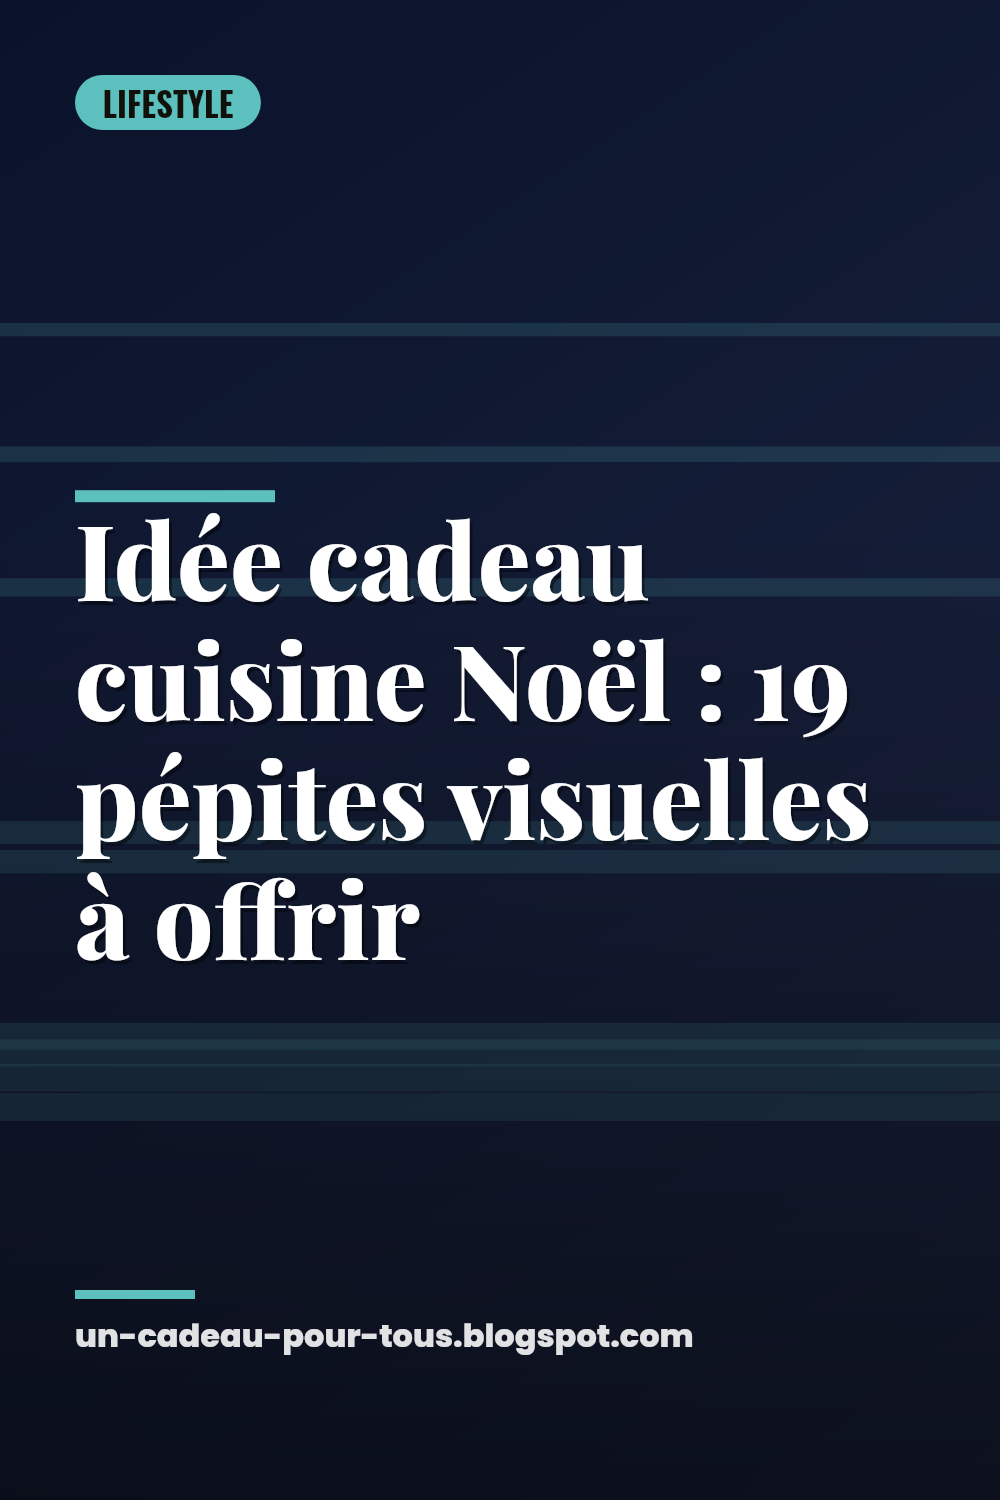 LIFESTYLE
Idée cadeau
cuisine Noël : 19
pépites visuelles
à offrir
un-cadeau-pour-tous.blogspot.com